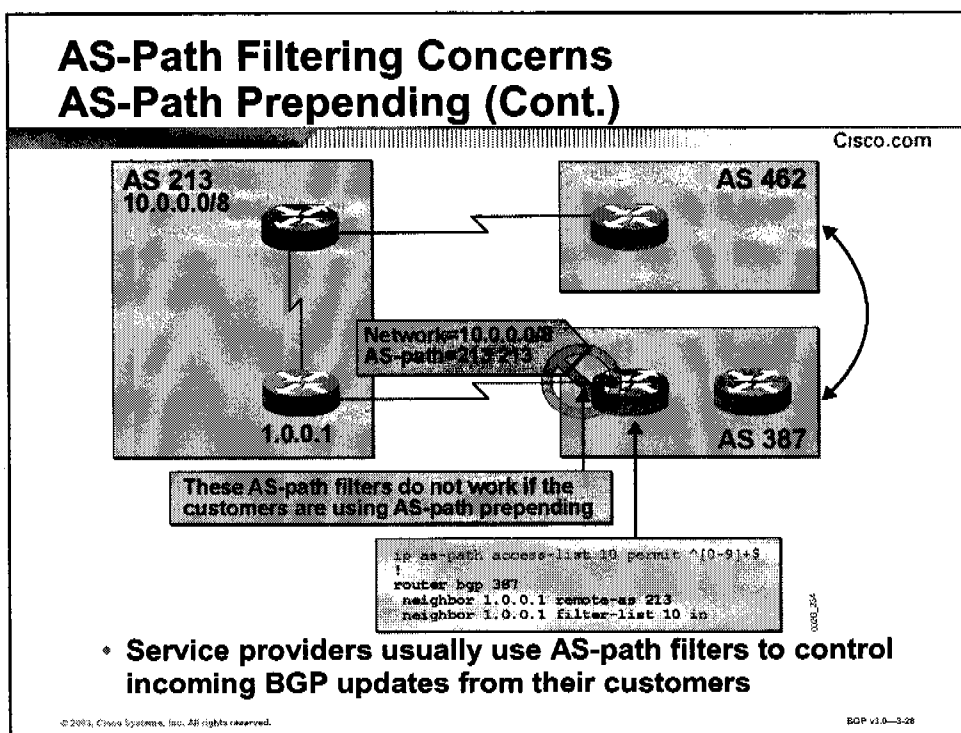 AS-Path Filtering Concerns
AS-Path Prepending (Cont.)
Cisco.com
AS 213
10.0.0.0/8
AS 462
Network=10.0.0.0/8
AS-path=213 213
1.0.0.1
AS 387
These AS-path filters do not work if the
customers are using AS-path prepending
ip as-path access-list 10 permit ^[0-9]+$
!
router bgp 387
neighbor 1.0.0.1 remote-as 213
neighbor 1.0.0.1 filter-list 10 in
• Service providers usually use AS-path filters to control
incoming BGP updates from their customers
© 2003, Cisco Systems, Inc. All rights reserved.
BGP v3.0—3-28